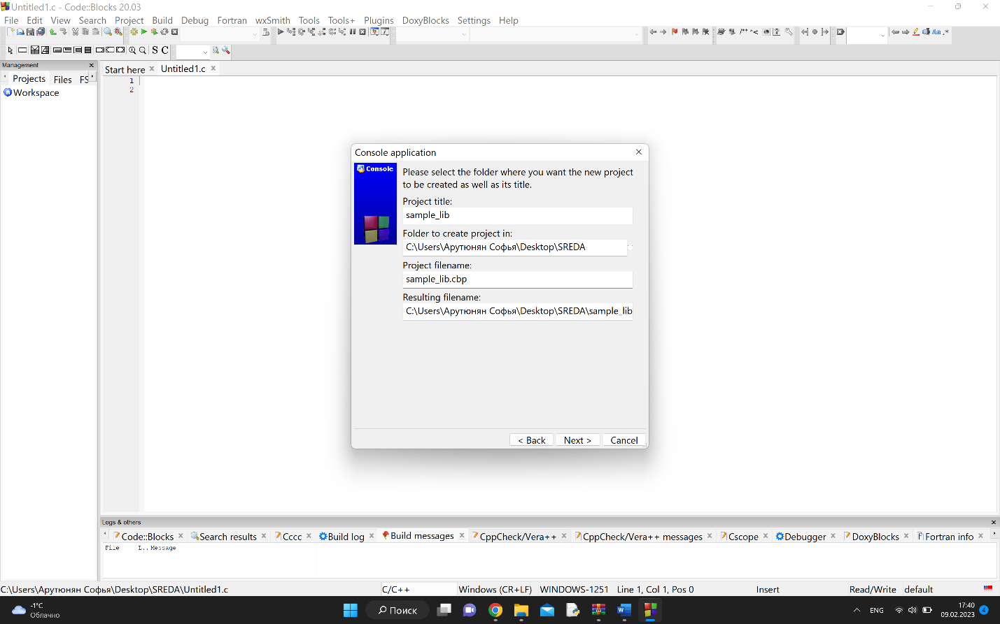 Untitled1.c - Code::Blocks 20.03
File Edit View Search Project Build Debug Fortran wxSmith Tools Tools+ Plugins DoxyBlocks Settings Help
S C
Management
Projects Files FS
Workspace
Start here Untitled1.c
1
2
Console application
Console
Please select the folder where you want the new project
to be created as well as its title.
Project title:
sample_lib
Folder to create project in:
C:\Users\Арутюнян Софья\Desktop\SREDA
Project filename:
sample_lib.cbp
Resulting filename:
C:\Users\Арутюнян Софья\Desktop\SREDA\sample_lib
< Back Next > Cancel
Logs & others
Code::Blocks Search results Cccc Build log Build messages CppCheck/Vera++ CppCheck/Vera++ messages Cscope Debugger DoxyBlocks Fortran info
File L.. Message
C:\Users\Арутюнян Софья\Desktop\SREDA\Untitled1.c C/C++ Windows (CR+LF) WINDOWS-1251 Line 1, Col 1, Pos 0 Insert Read/Write default
-1°C
Облачно
Поиск
ENG
17:40
09.02.2023
4